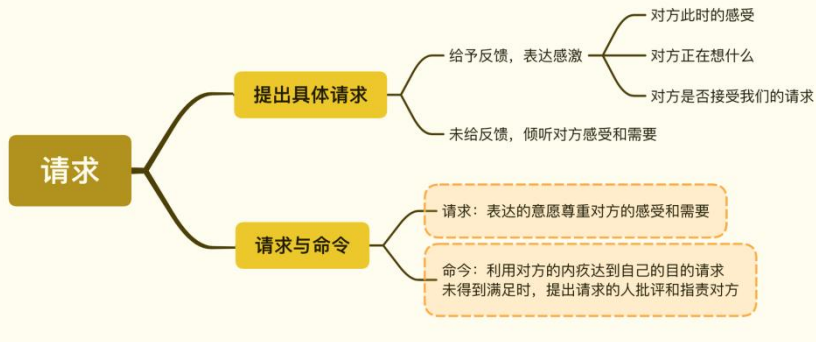 请求
提出具体请求
给予反馈，表达感激
对方此时的感受
对方正在想什么
对方是否接受我们的请求
未给反馈，倾听对方感受和需要
请求与命令
请求：表达的意愿尊重对方的感受和需要
命令：利用对方的内疚达到自己的目的请求
未得到满足时，提出请求的人批评和指责对方